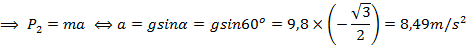 ⟹ P₂ = ma ⟺ a = gsinα = gsin60° = 9,8 × (−√3/2) = 8,49m/s²